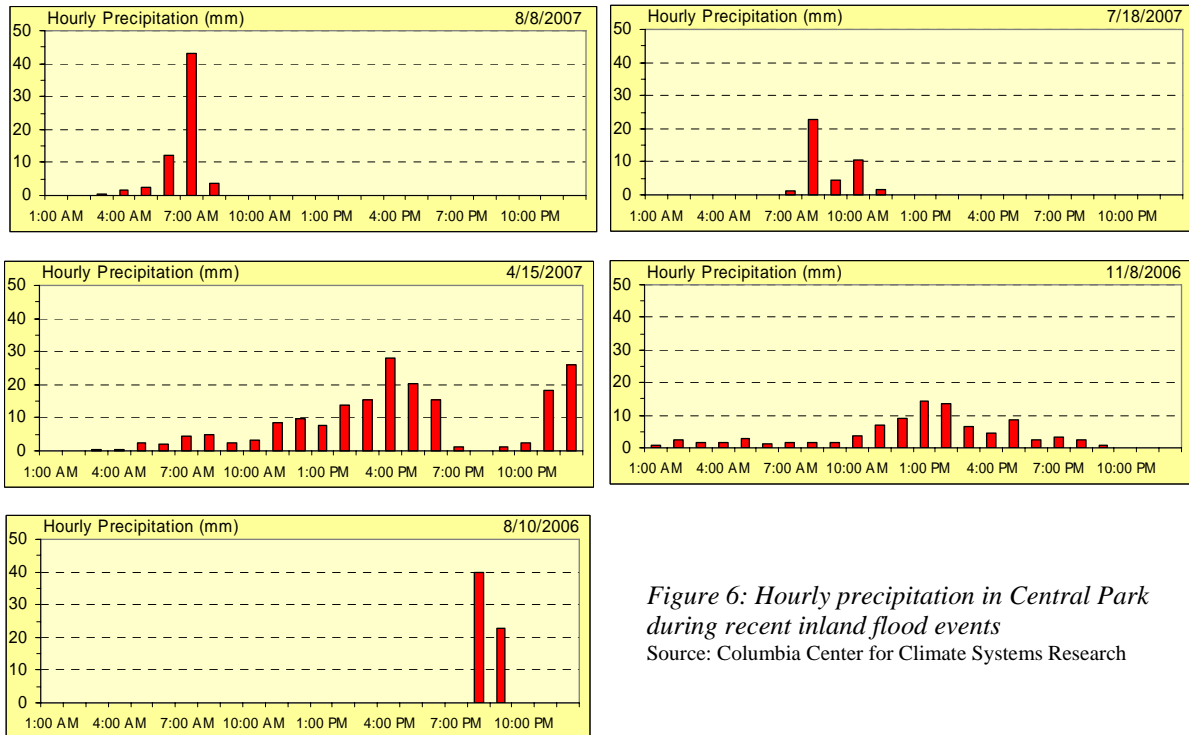 Hourly Precipitation (mm) 8/8/2007
50
40
30
20
10
0
1:00 AM 4:00 AM 7:00 AM 10:00 AM 1:00 PM 4:00 PM 7:00 PM 10:00 PM
Hourly Precipitation (mm) 7/18/2007
50
40
30
20
10
0
1:00 AM 4:00 AM 7:00 AM 10:00 AM 1:00 PM 4:00 PM 7:00 PM 10:00 PM
Hourly Precipitation (mm) 4/15/2007
50
40
30
20
10
0
1:00 AM 4:00 AM 7:00 AM 10:00 AM 1:00 PM 4:00 PM 7:00 PM 10:00 PM
Hourly Precipitation (mm) 11/8/2006
50
40
30
20
10
0
1:00 AM 4:00 AM 7:00 AM 10:00 AM 1:00 PM 4:00 PM 7:00 PM 10:00 PM
Hourly Precipitation (mm) 8/10/2006
50
40
30
20
10
0
1:00 AM 4:00 AM 7:00 AM 10:00 AM 1:00 PM 4:00 PM 7:00 PM 10:00 PM
Figure 6: Hourly precipitation in Central Park
during recent inland flood events
Source: Columbia Center for Climate Systems Research